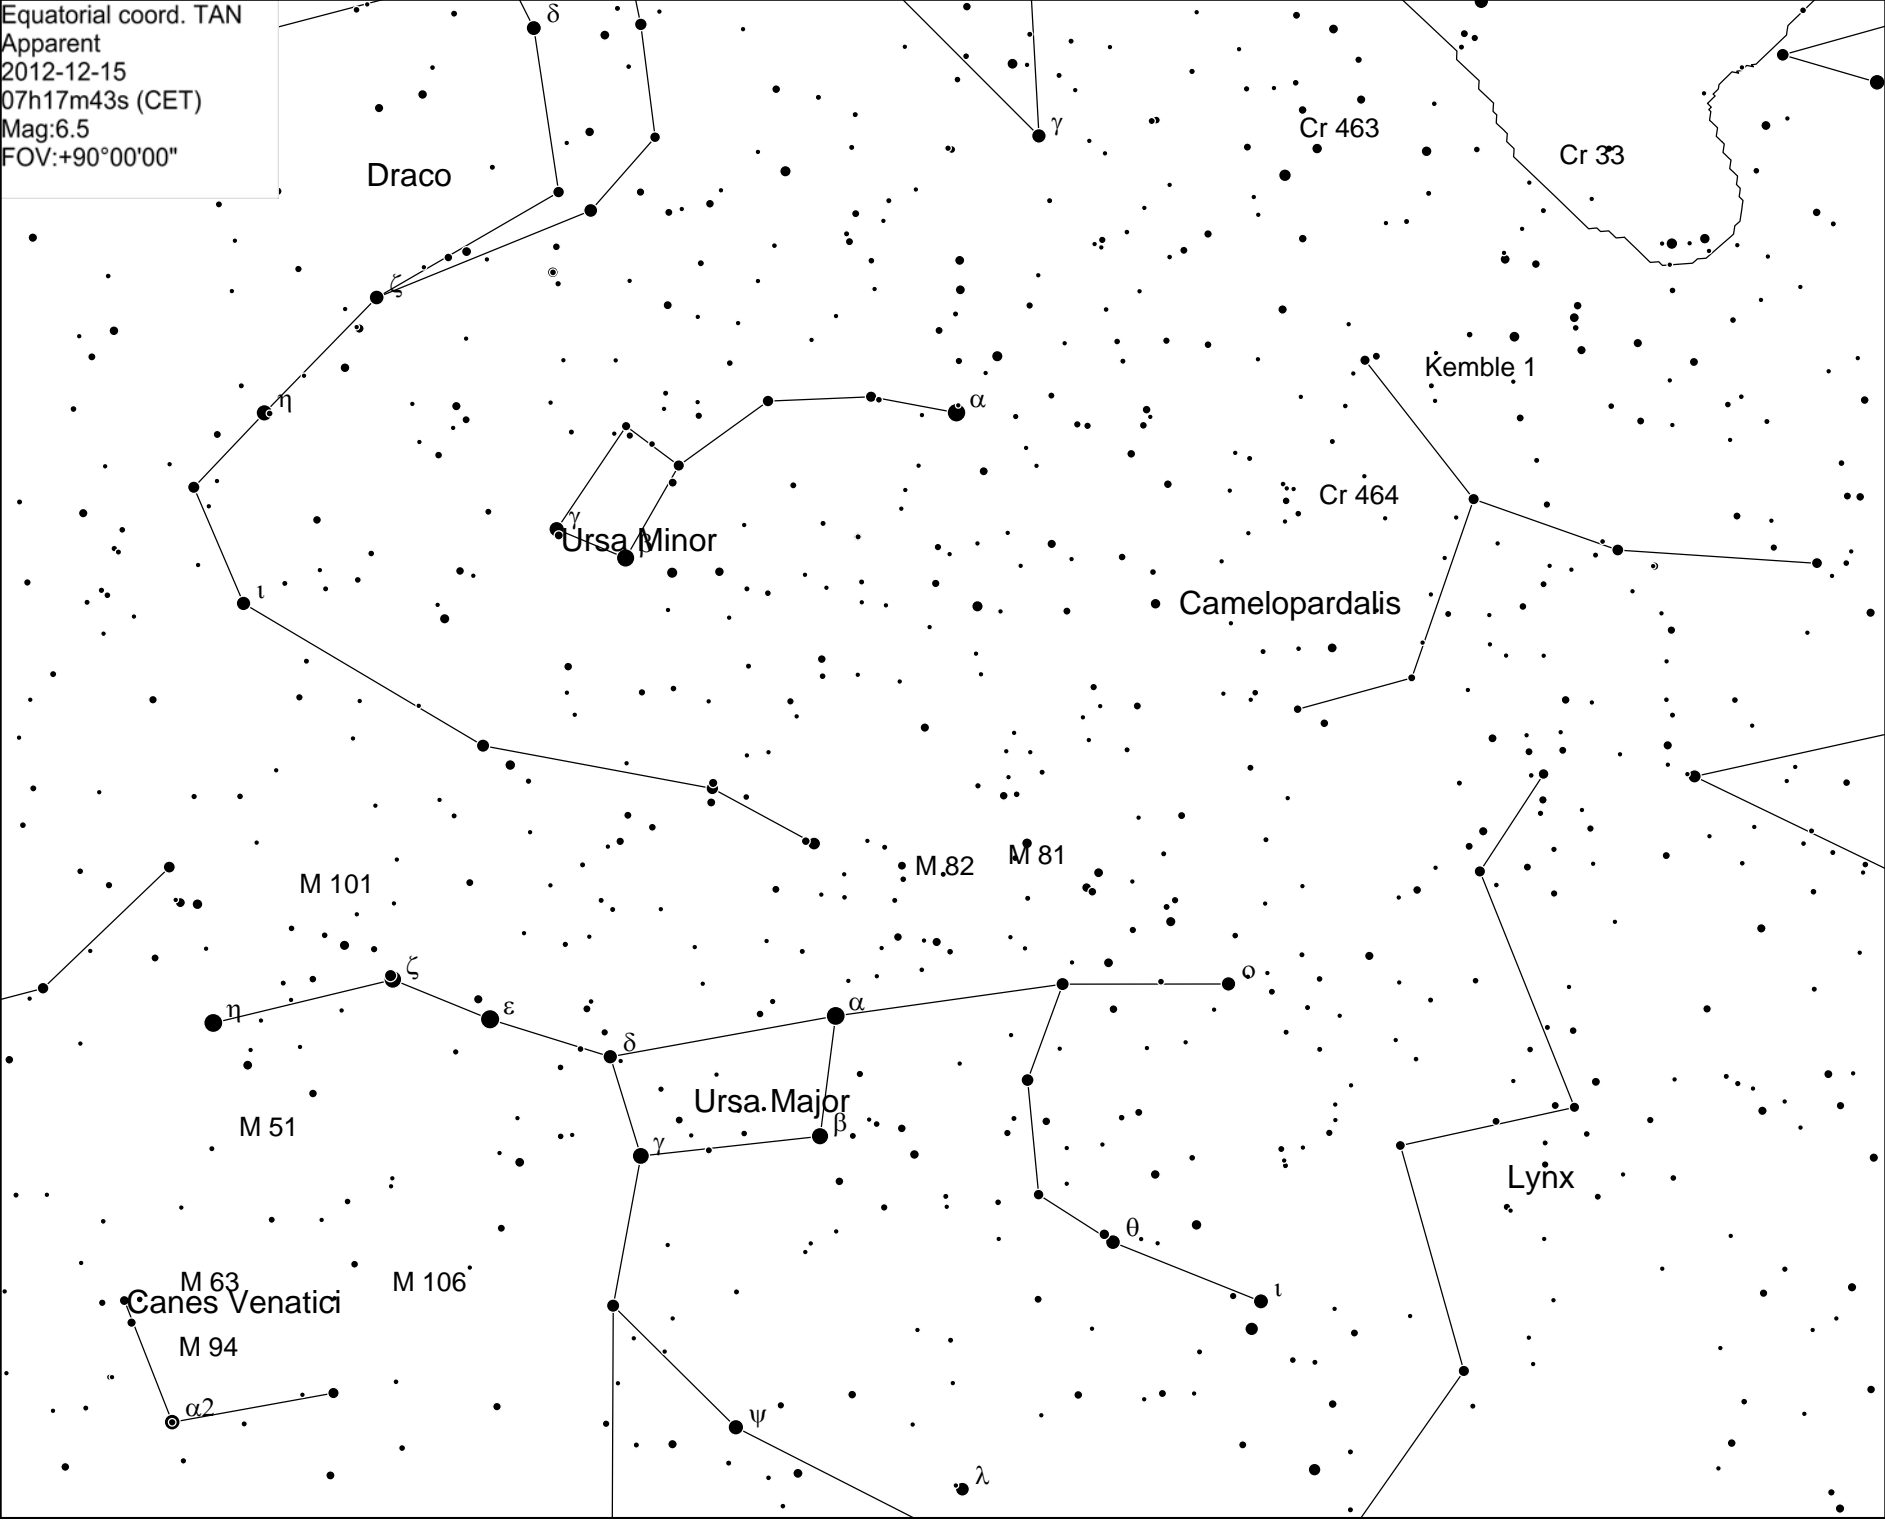 Equatorial coord. TAN
Apparent
2012-12-15
07h17m43s (CET)
Mag:6.5
FOV:+90°00'00"
δ
γ
Cr 463
Cr 33
Draco
ζ
Kemble 1
η
α
Cr 464
γ
Ursa Minor
β
ι
Camelopardalis
M 82
M 81
M 101
ζ
ο
η
ε
α
δ
Ursa Major
β
M 51
γ
Lynx
θ
M 63
M 106
ι
Canes Venatici
M 94
α2
ψ
λ